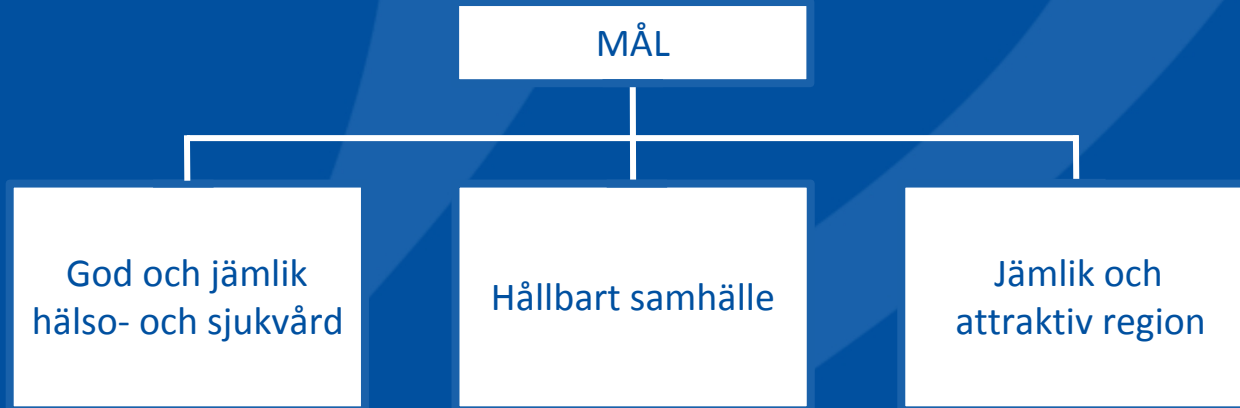 MÅL
God och jämlik
hälso- och sjukvård
Hållbart samhälle
Jämlik och
attraktiv region